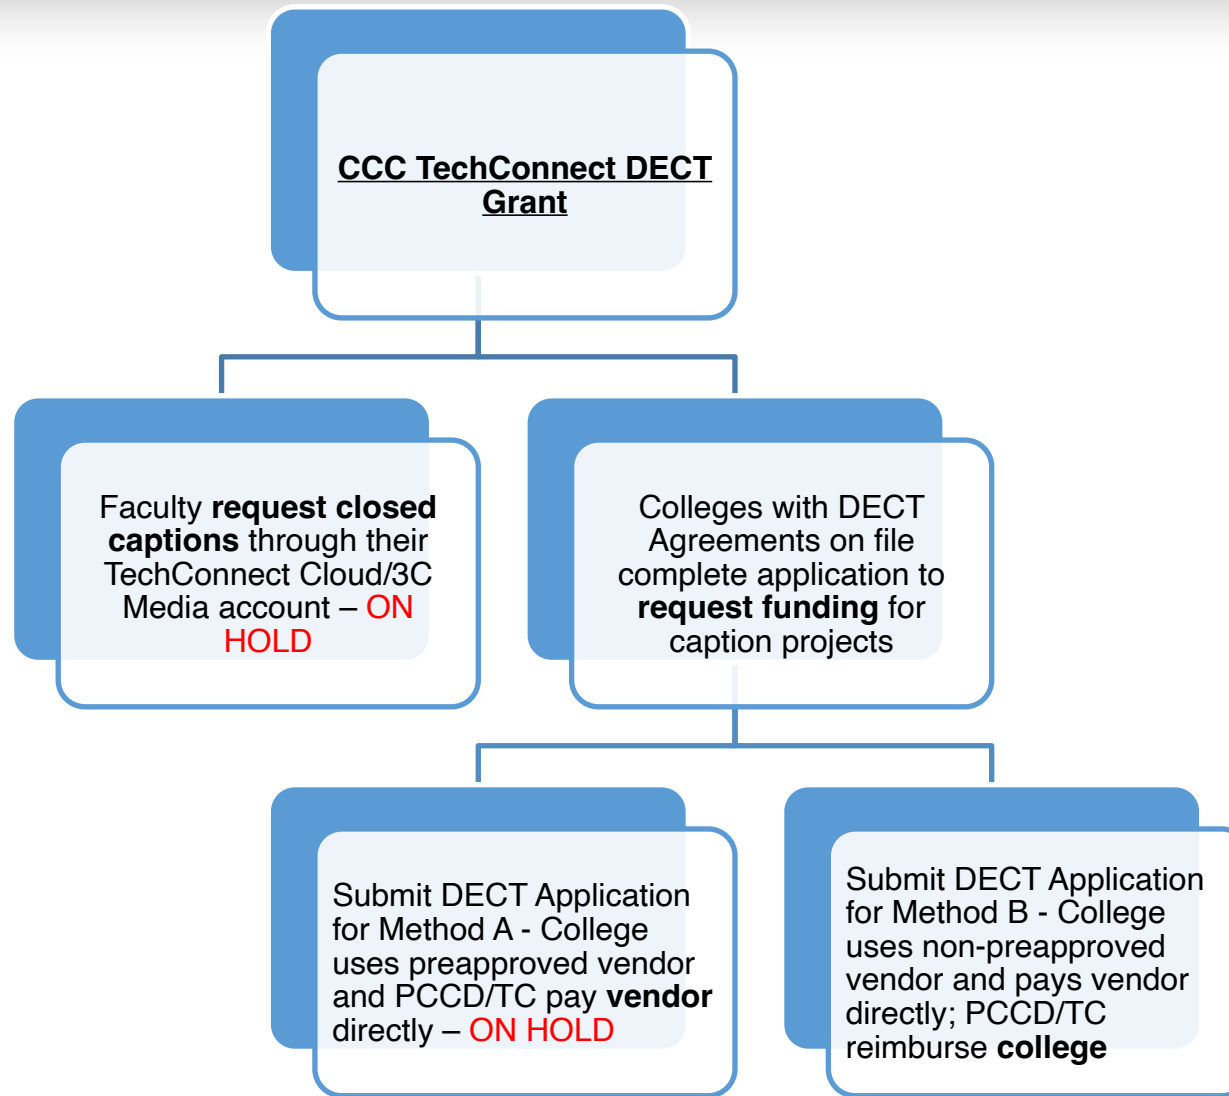 CCC TechConnect DECT
Grant
Faculty request closed
captions through their
TechConnect Cloud/3C
Media account – ON
HOLD
Colleges with DECT
Agreements on file
complete application to
request funding for
caption projects
Submit DECT Application
for Method A - College
uses preapproved vendor
and PCCD/TC pay vendor
directly – ON HOLD
Submit DECT Application
for Method B - College
uses non-preapproved
vendor and pays vendor
directly; PCCD/TC
reimburse college